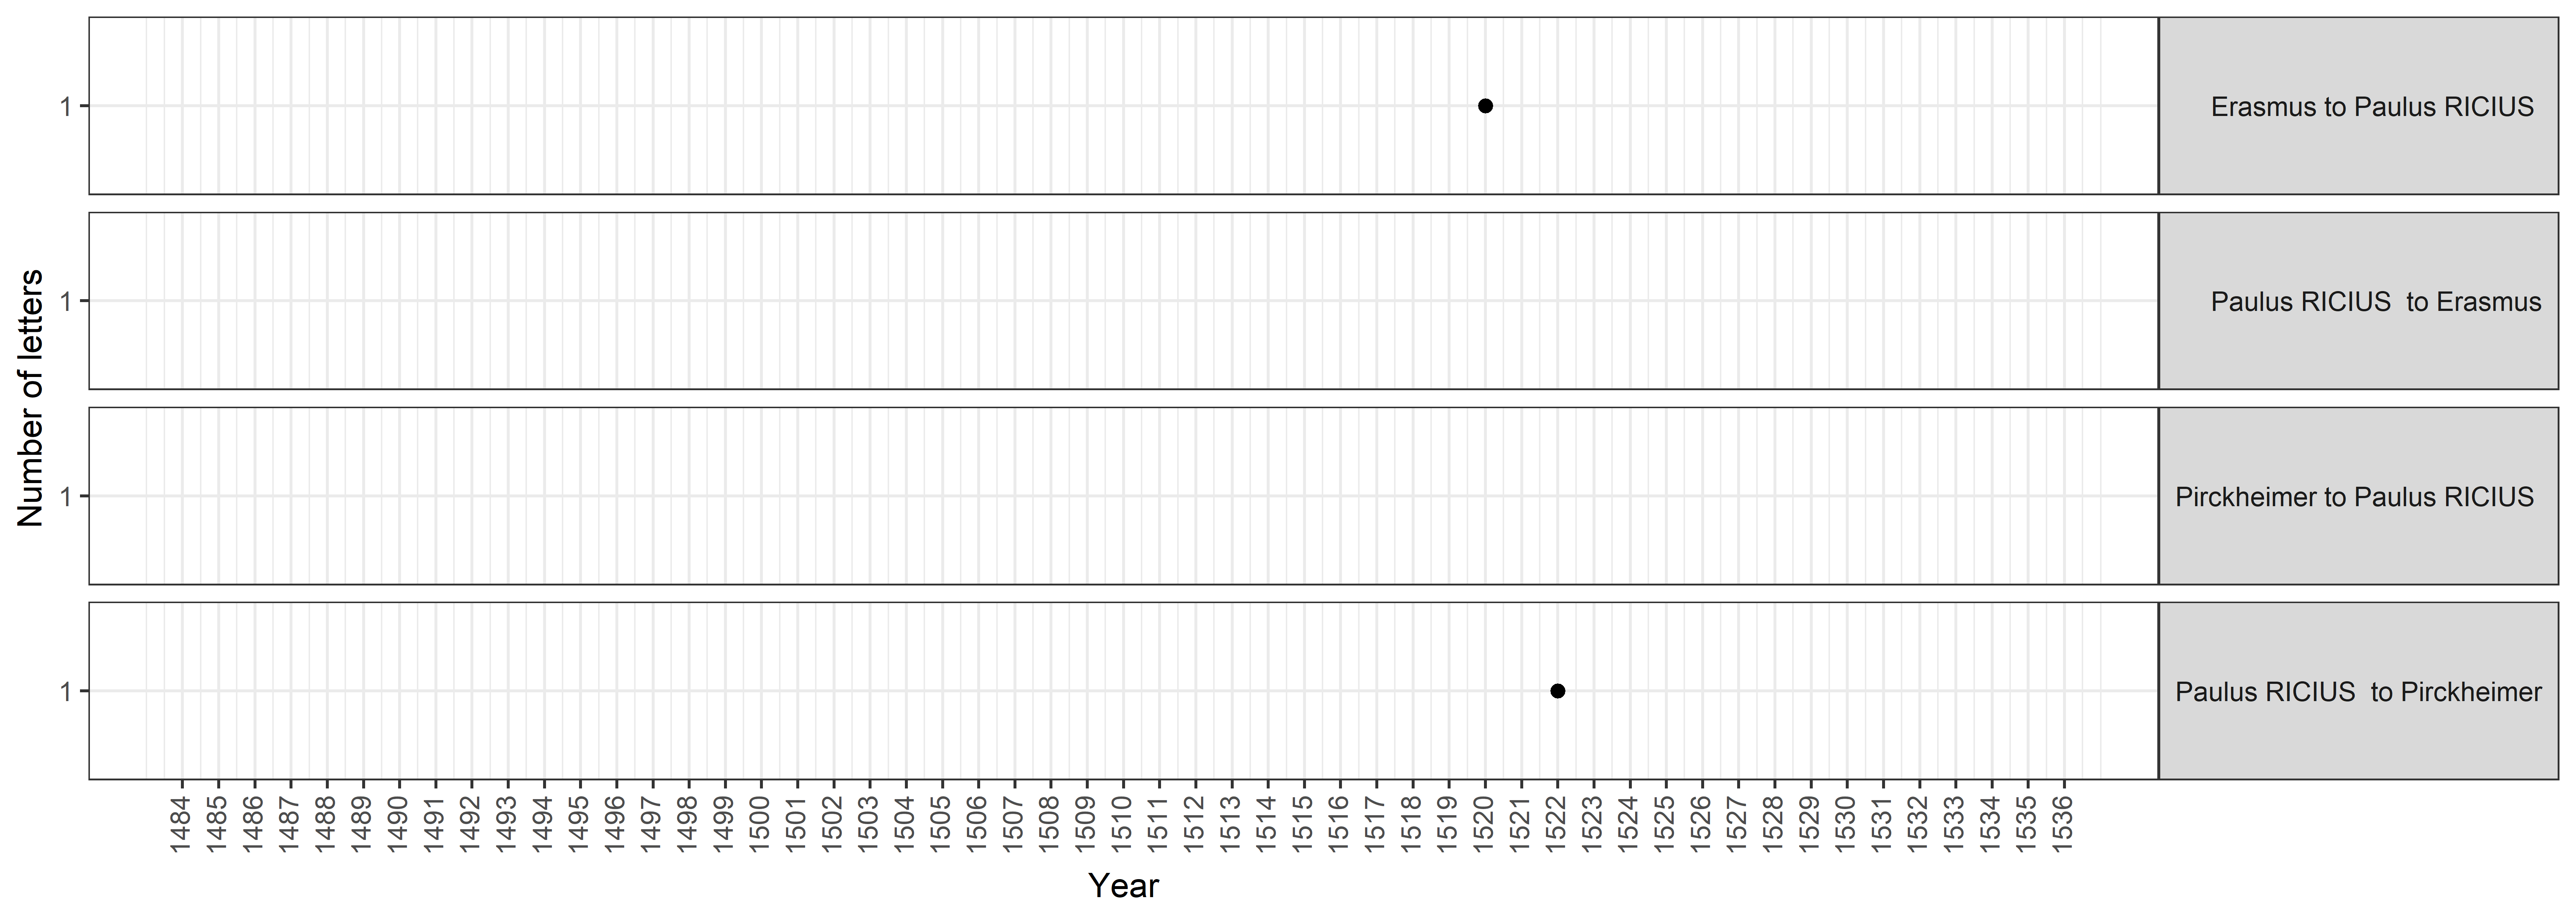 Number of letters
1
Erasmus to Paulus RICIUS
1
Paulus RICIUS  to Erasmus
1
Pirckheimer to Paulus RICIUS
1
Paulus RICIUS  to Pirckheimer
1484 1485 1486 1487 1488 1489 1490 1491 1492 1493 1494 1495 1496 1497 1498 1499 1500 1501 1502 1503 1504 1505 1506 1507 1508 1509 1510 1511 1512 1513 1514 1515 1516 1517 1518 1519 1520 1521 1522 1523 1524 1525 1526 1527 1528 1529 1530 1531 1532 1533 1534 1535 1536
Year